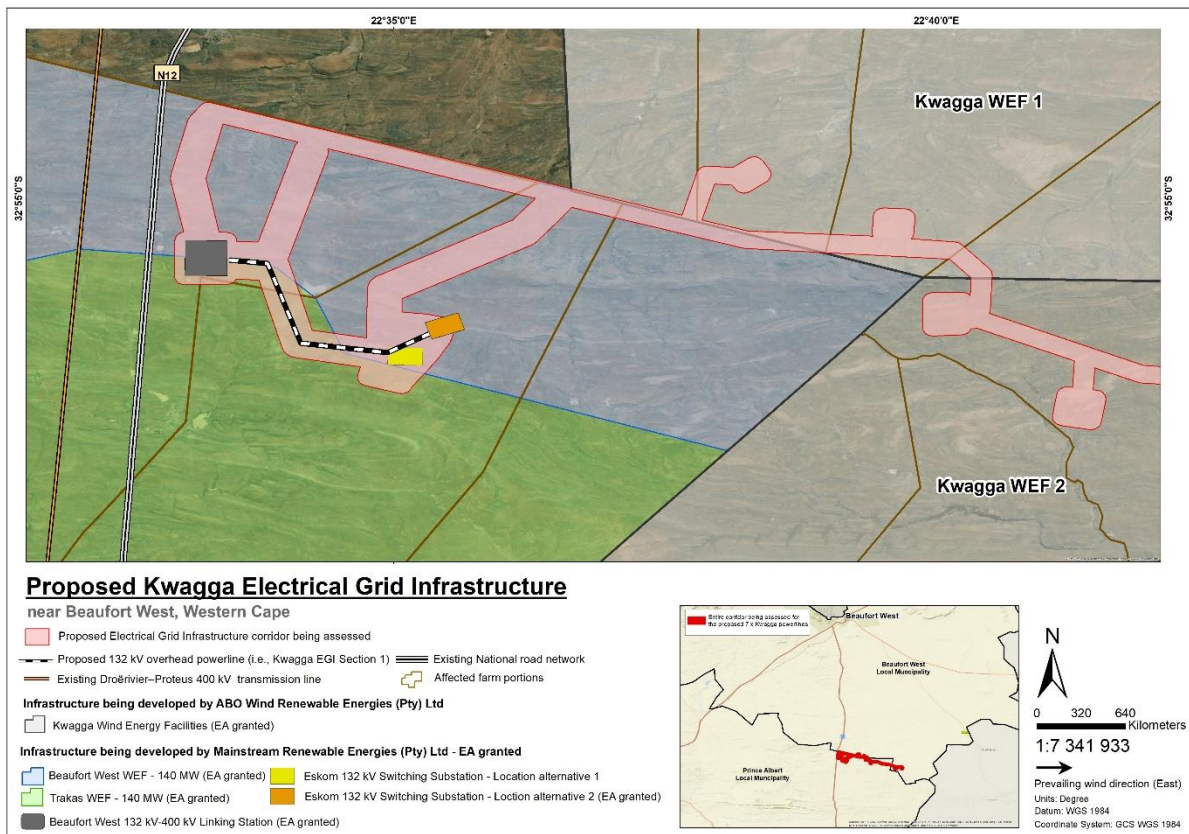 22°35'0"E
22°40'0"E
N12
Kwagga WEF 1
32°55'0"S
32°55'0"S
Kwagga WEF 2
Proposed Kwagga Electrical Grid Infrastructure
near Beaufort West, Western Cape
Proposed Electrical Grid Infrastructure corridor being assessed
Proposed 132 kV overhead powerline (i.e., Kwagga EGI Section 1)
Existing National road network
Existing Droërivier–Proteus 400 kV transmission line
Affected farm portions
Infrastructure being developed by ABO Wind Renewable Energies (Pty) Ltd
Kwagga Wind Energy Facilities (EA granted)
Infrastructure being developed by Mainstream Renewable Energies (Pty) Ltd - EA granted
Beaufort West WEF - 140 MW (EA granted)
Eskom 132 kV Switching Substation - Location alternative 1
Trakas WEF - 140 MW (EA granted)
Eskom 132 kV Switching Substation - Loction alternative 2 (EA granted)
Beaufort West 132 kV-400 kV Linking Station (EA granted)
Entire corridor being assessed for
the proposed 7 x Kwagga powerlines
Beaufort West
Beaufort West
Local Municipality
Prince Albert
Local Municipality
N
0 320 640
Kilometers
1:7 341 933
Prevailing wind direction (East)
Units: Degree
Datum: WGS 1984
Coordinate System: GCS WGS 1984